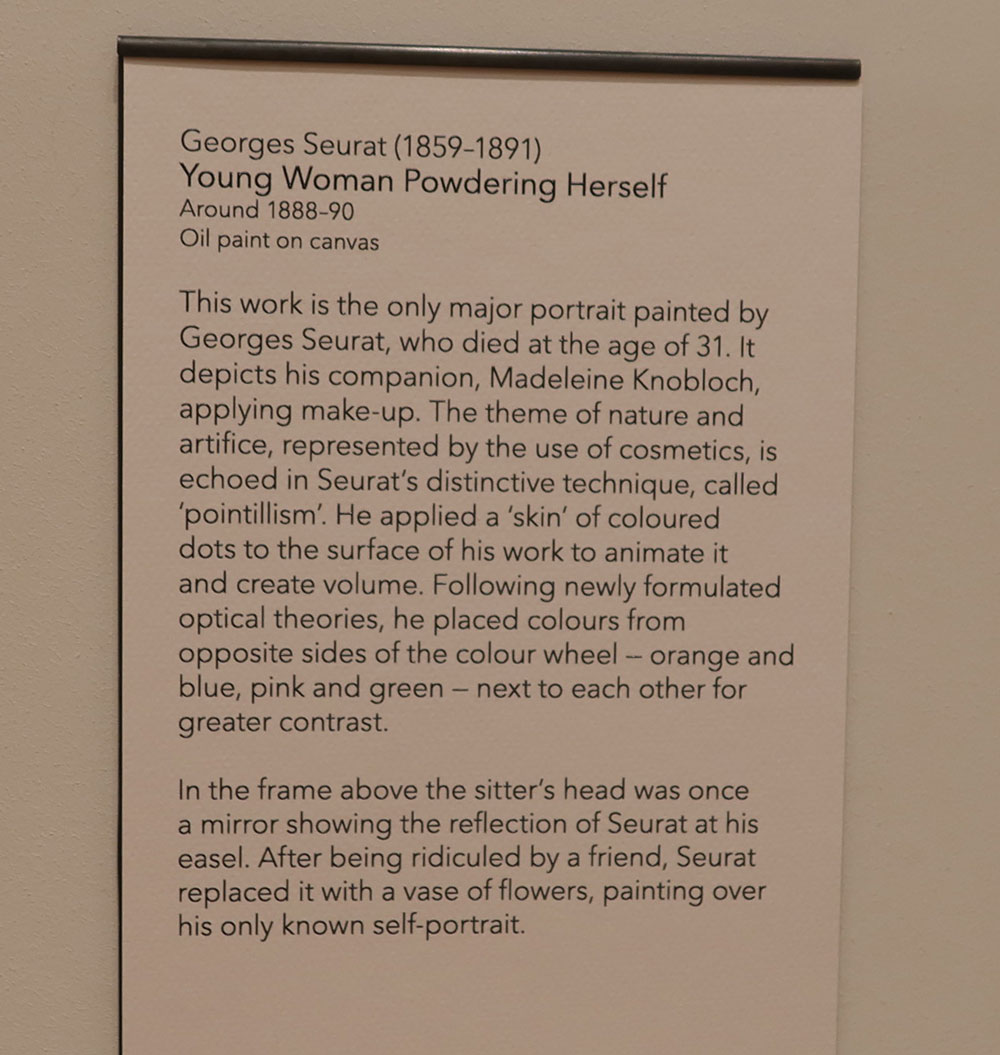 Georges Seurat (1859–1891)
Young Woman Powdering Herself
Around 1888–90
Oil paint on canvas
This work is the only major portrait painted by
Georges Seurat, who died at the age of 31. It
depicts his companion, Madeleine Knobloch,
applying make-up. The theme of nature and
artifice, represented by the use of cosmetics, is
echoed in Seurat’s distinctive technique, called
‘pointillism’. He applied a ‘skin’ of coloured
dots to the surface of his work to animate it
and create volume. Following newly formulated
optical theories, he placed colours from
opposite sides of the colour wheel – orange and
blue, pink and green – next to each other for
greater contrast.
In the frame above the sitter’s head was once
a mirror showing the reflection of Seurat at his
easel. After being ridiculed by a friend, Seurat
replaced it with a vase of flowers, painting over
his only known self-portrait.